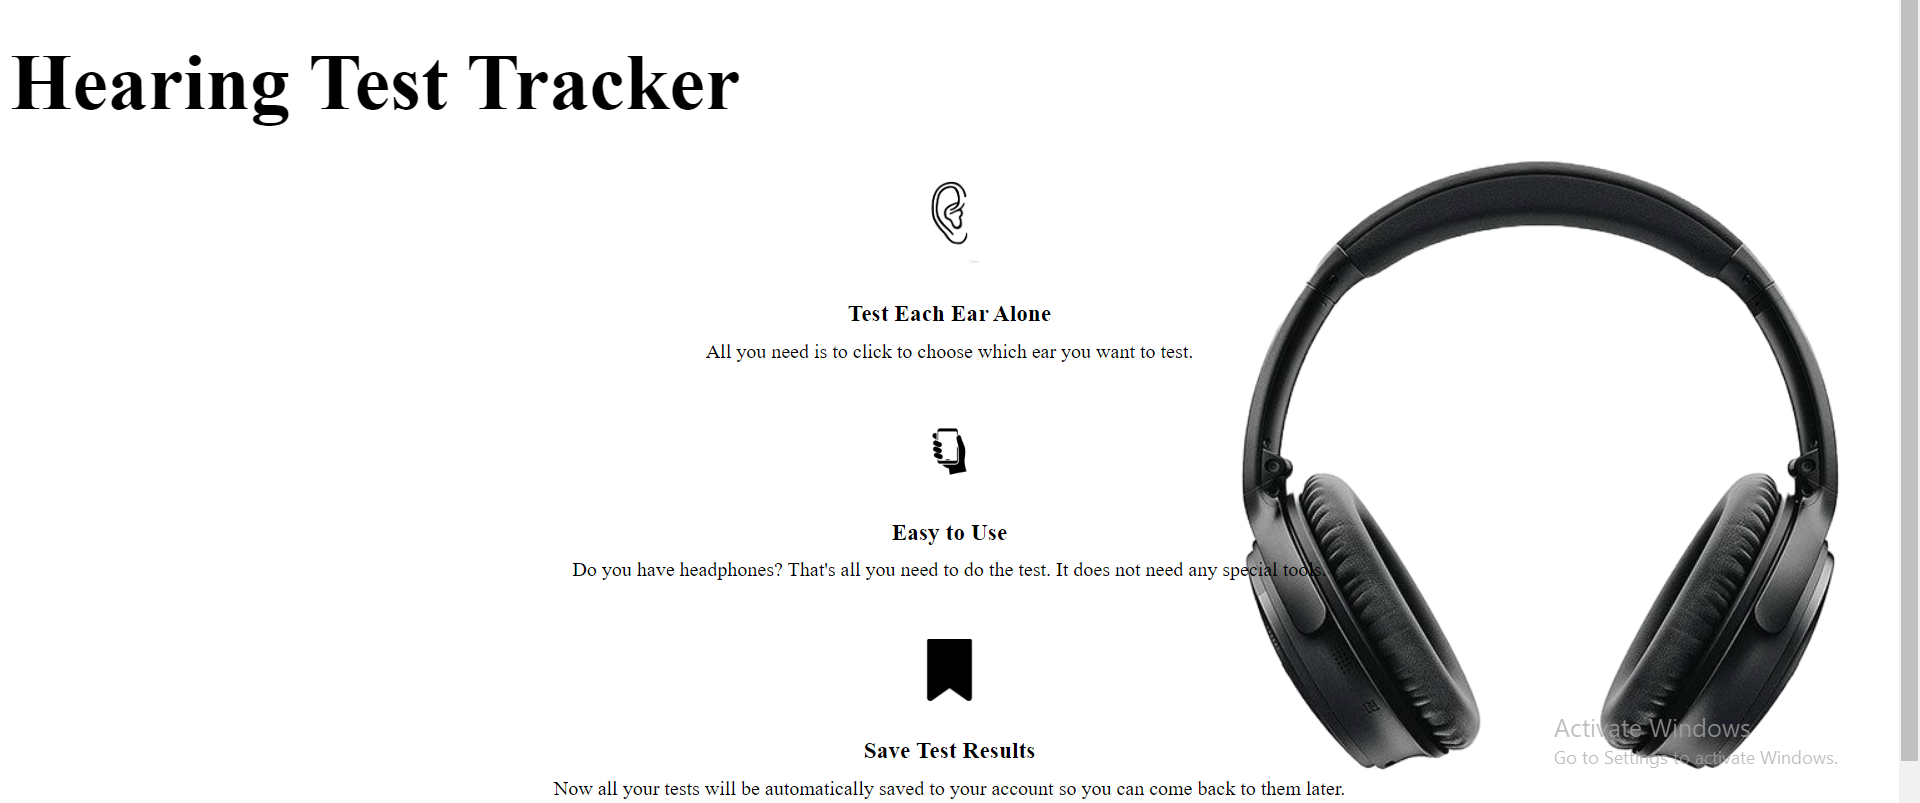 Hearing Test Tracker
Test Each Ear Alone
All you need is to click to choose which ear you want to test.
Easy to Use
Do you have headphones? That's all you need to do the test. It does not need any special tools.
Save Test Results
Now all your tests will be automatically saved to your account so you can come back to them later.
Activate Windows
Go to Settings to activate Windows.